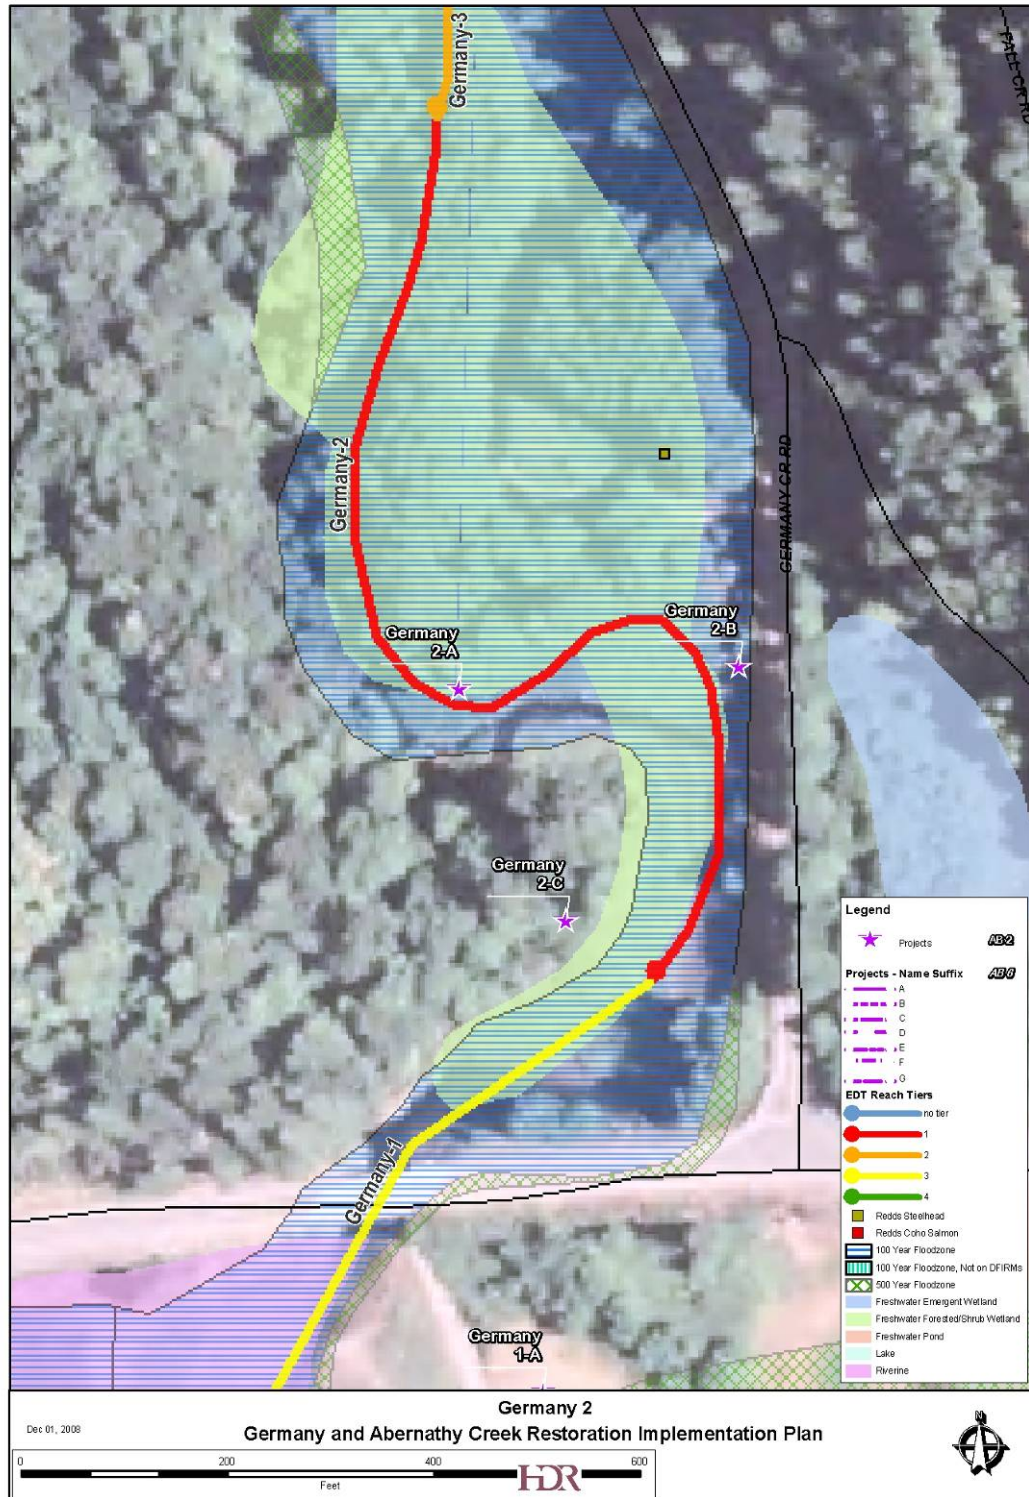 Germany-3
FALL CR RD
Germany-2
GERMANY CR RD
Germany
2-A
Germany
2-B
Germany
2-C
Germany-1
Germany
1-A
Legend
Projects
AB-2
Projects - Name Suffix
AB-6
A
B
C
D
E
F
G
EDT Reach Tiers
no tier
1
2
3
4
Redds Steelhead
Redds Coho Salmon
100 Year Floodzone
100 Year Floodzone, Not on DFIRMs
500 Year Floodzone
Freshwater Emergent Wetland
Freshwater Forested/Shrub Wetland
Freshwater Pond
Lake
Riverine
Germany 2
Dec 01, 2008
Germany and Abernathy Creek Restoration Implementation Plan
0 200 400 600
Feet
HDR
N